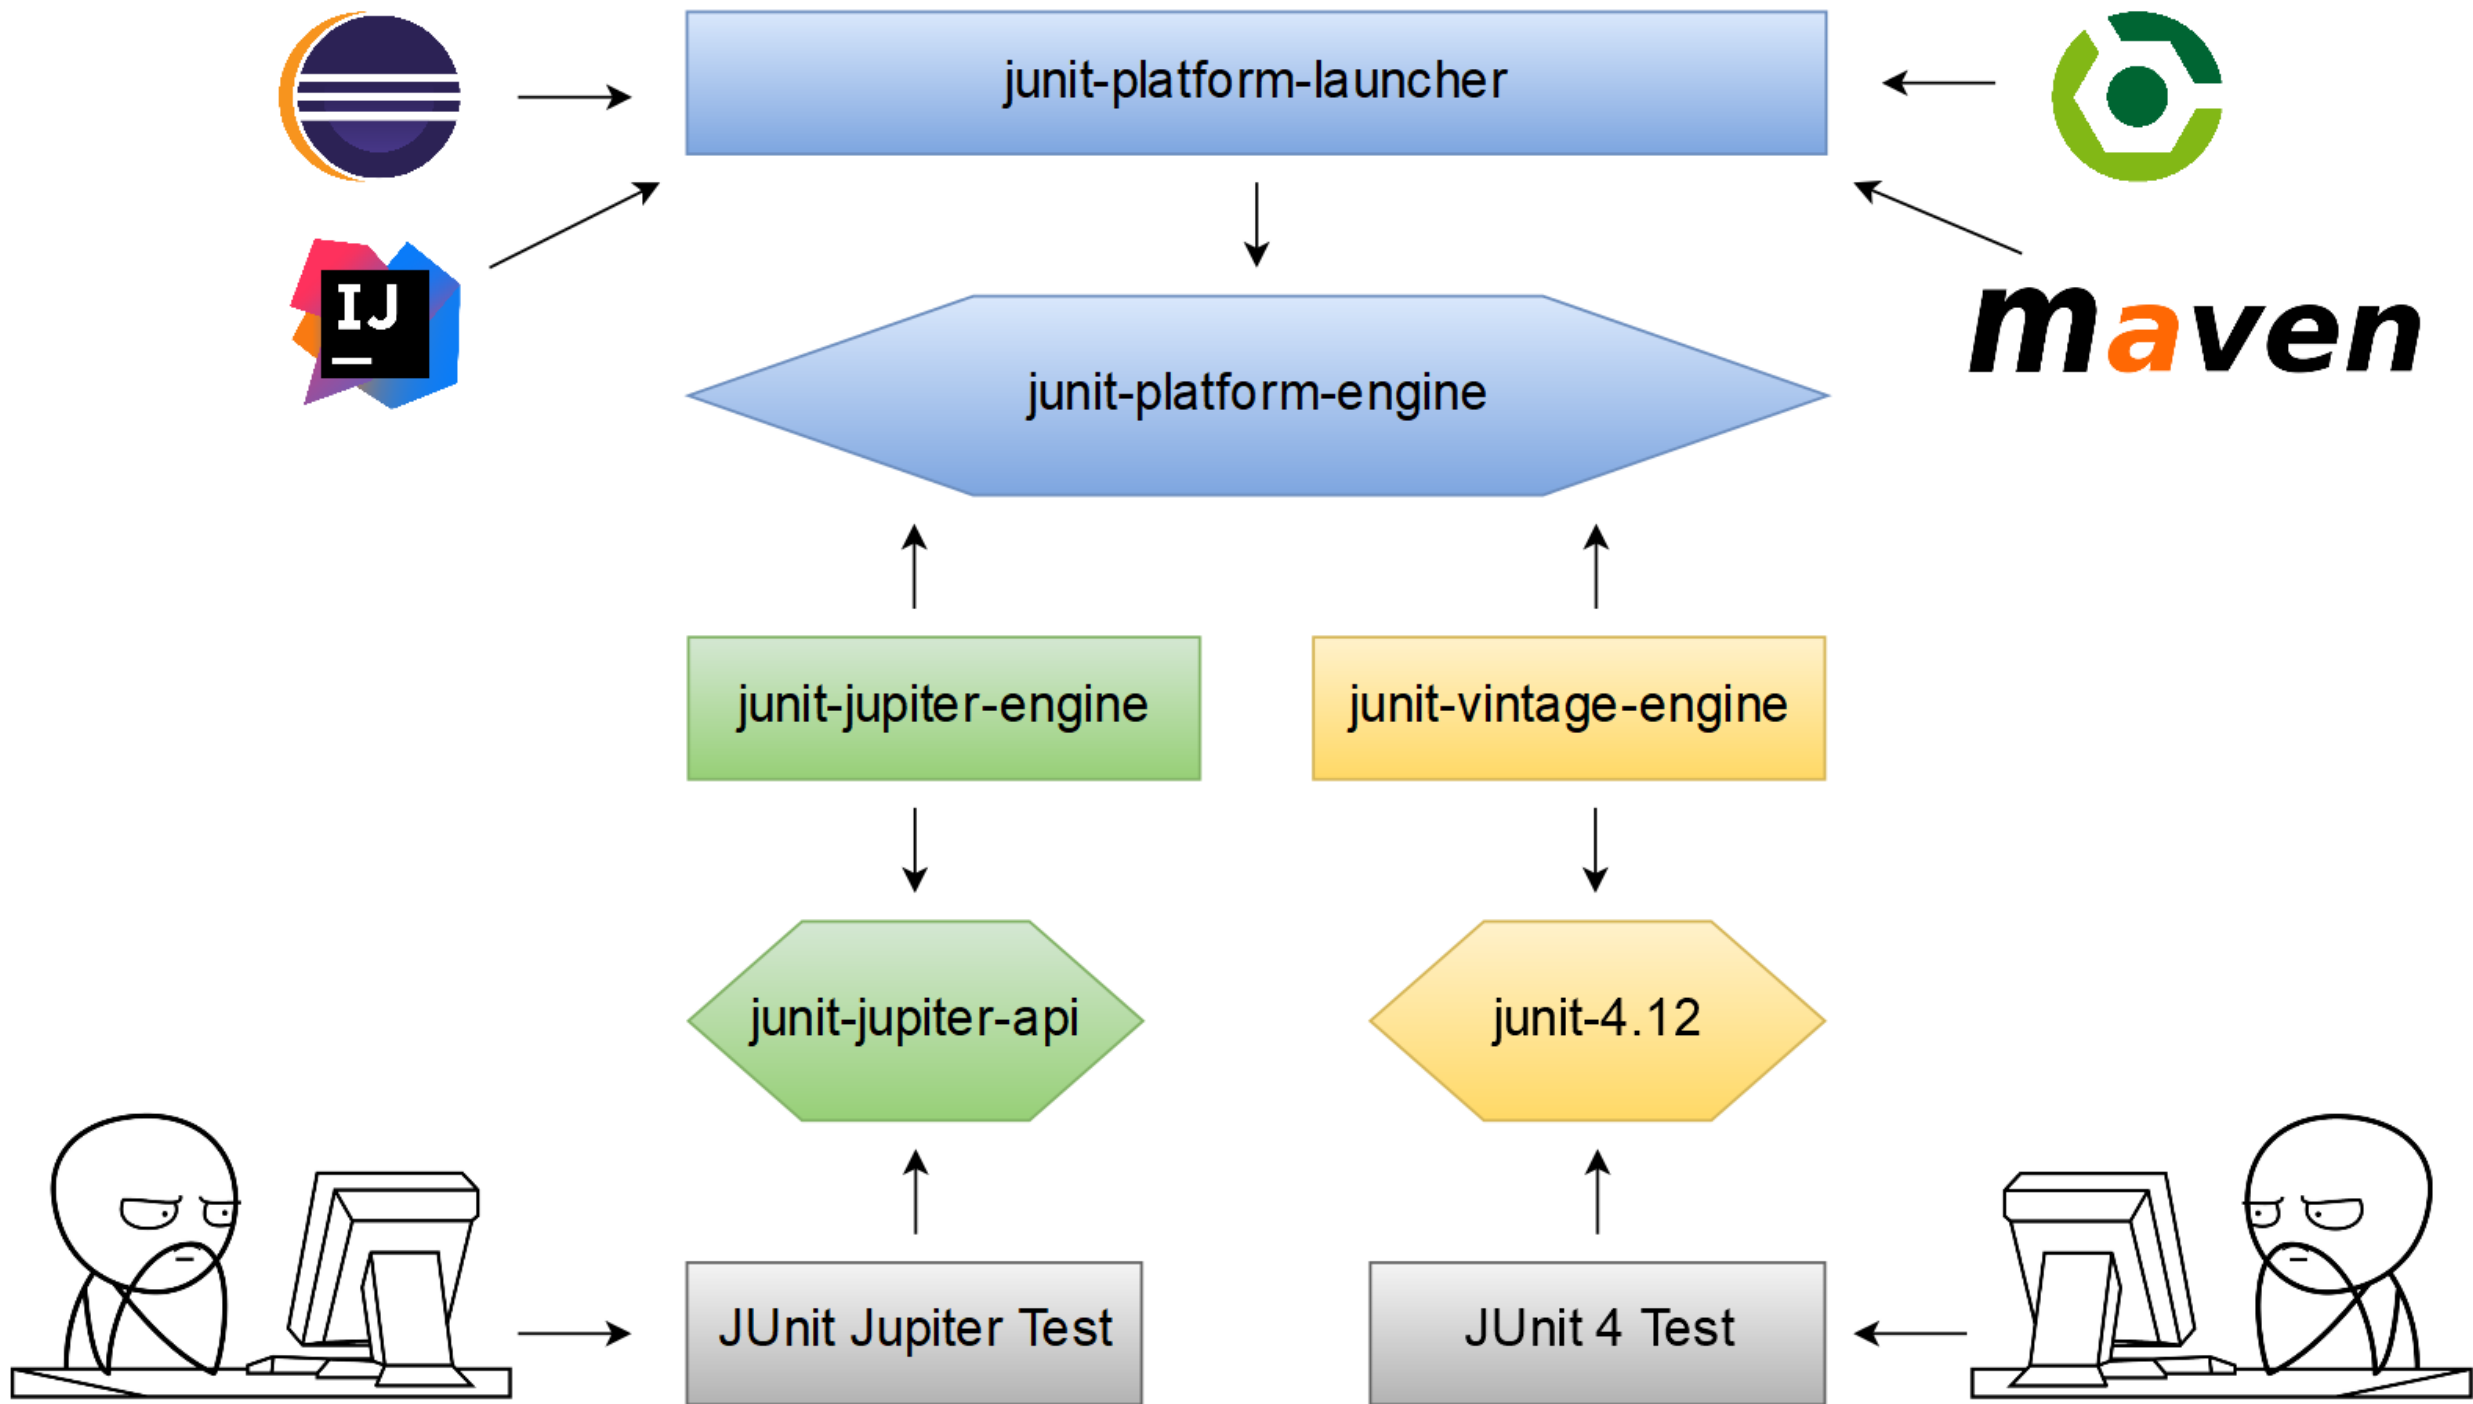 junit-platform-launcher
IJ
maven
junit-platform-engine
junit-jupiter-engine
junit-vintage-engine
junit-jupiter-api
junit-4.12
JUnit Jupiter Test
JUnit 4 Test